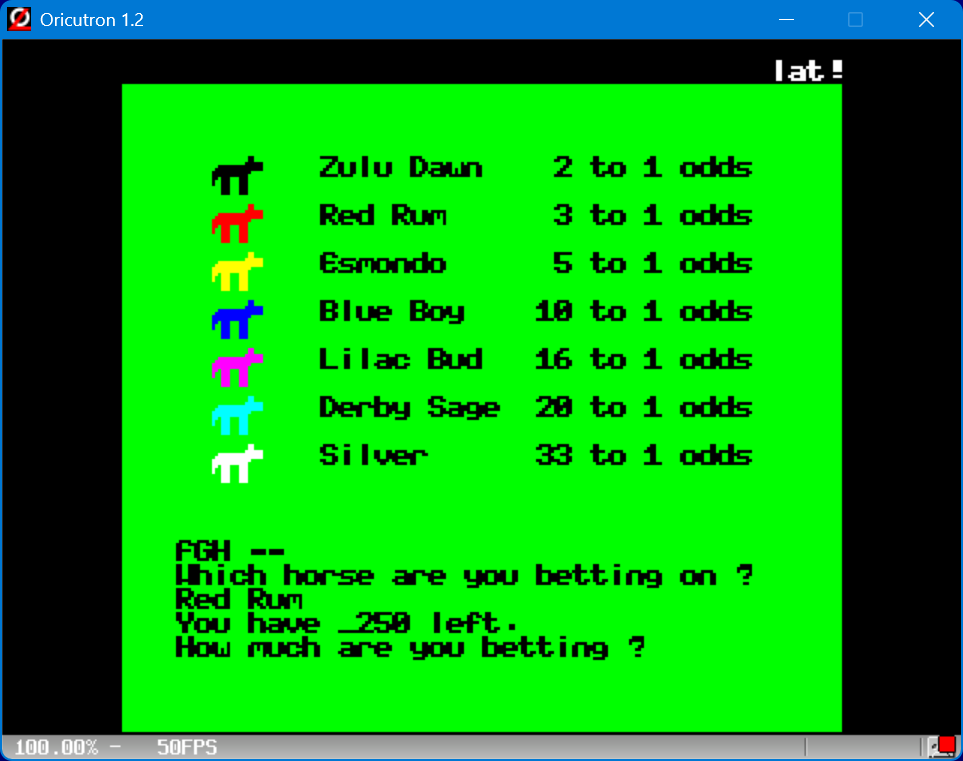 Oricutron 1.2
lat!
Zulu Dawn 2 to 1 odds
Red Rum 3 to 1 odds
Esmondo 5 to 1 odds
Blue Boy 10 to 1 odds
Lilac Bud 16 to 1 odds
Derby Sage 20 to 1 odds
Silver 33 to 1 odds
FGH --
Which horse are you betting on ?
Red Rum
You have _250 left.
How much are you betting ?
100.00% - 50FPS